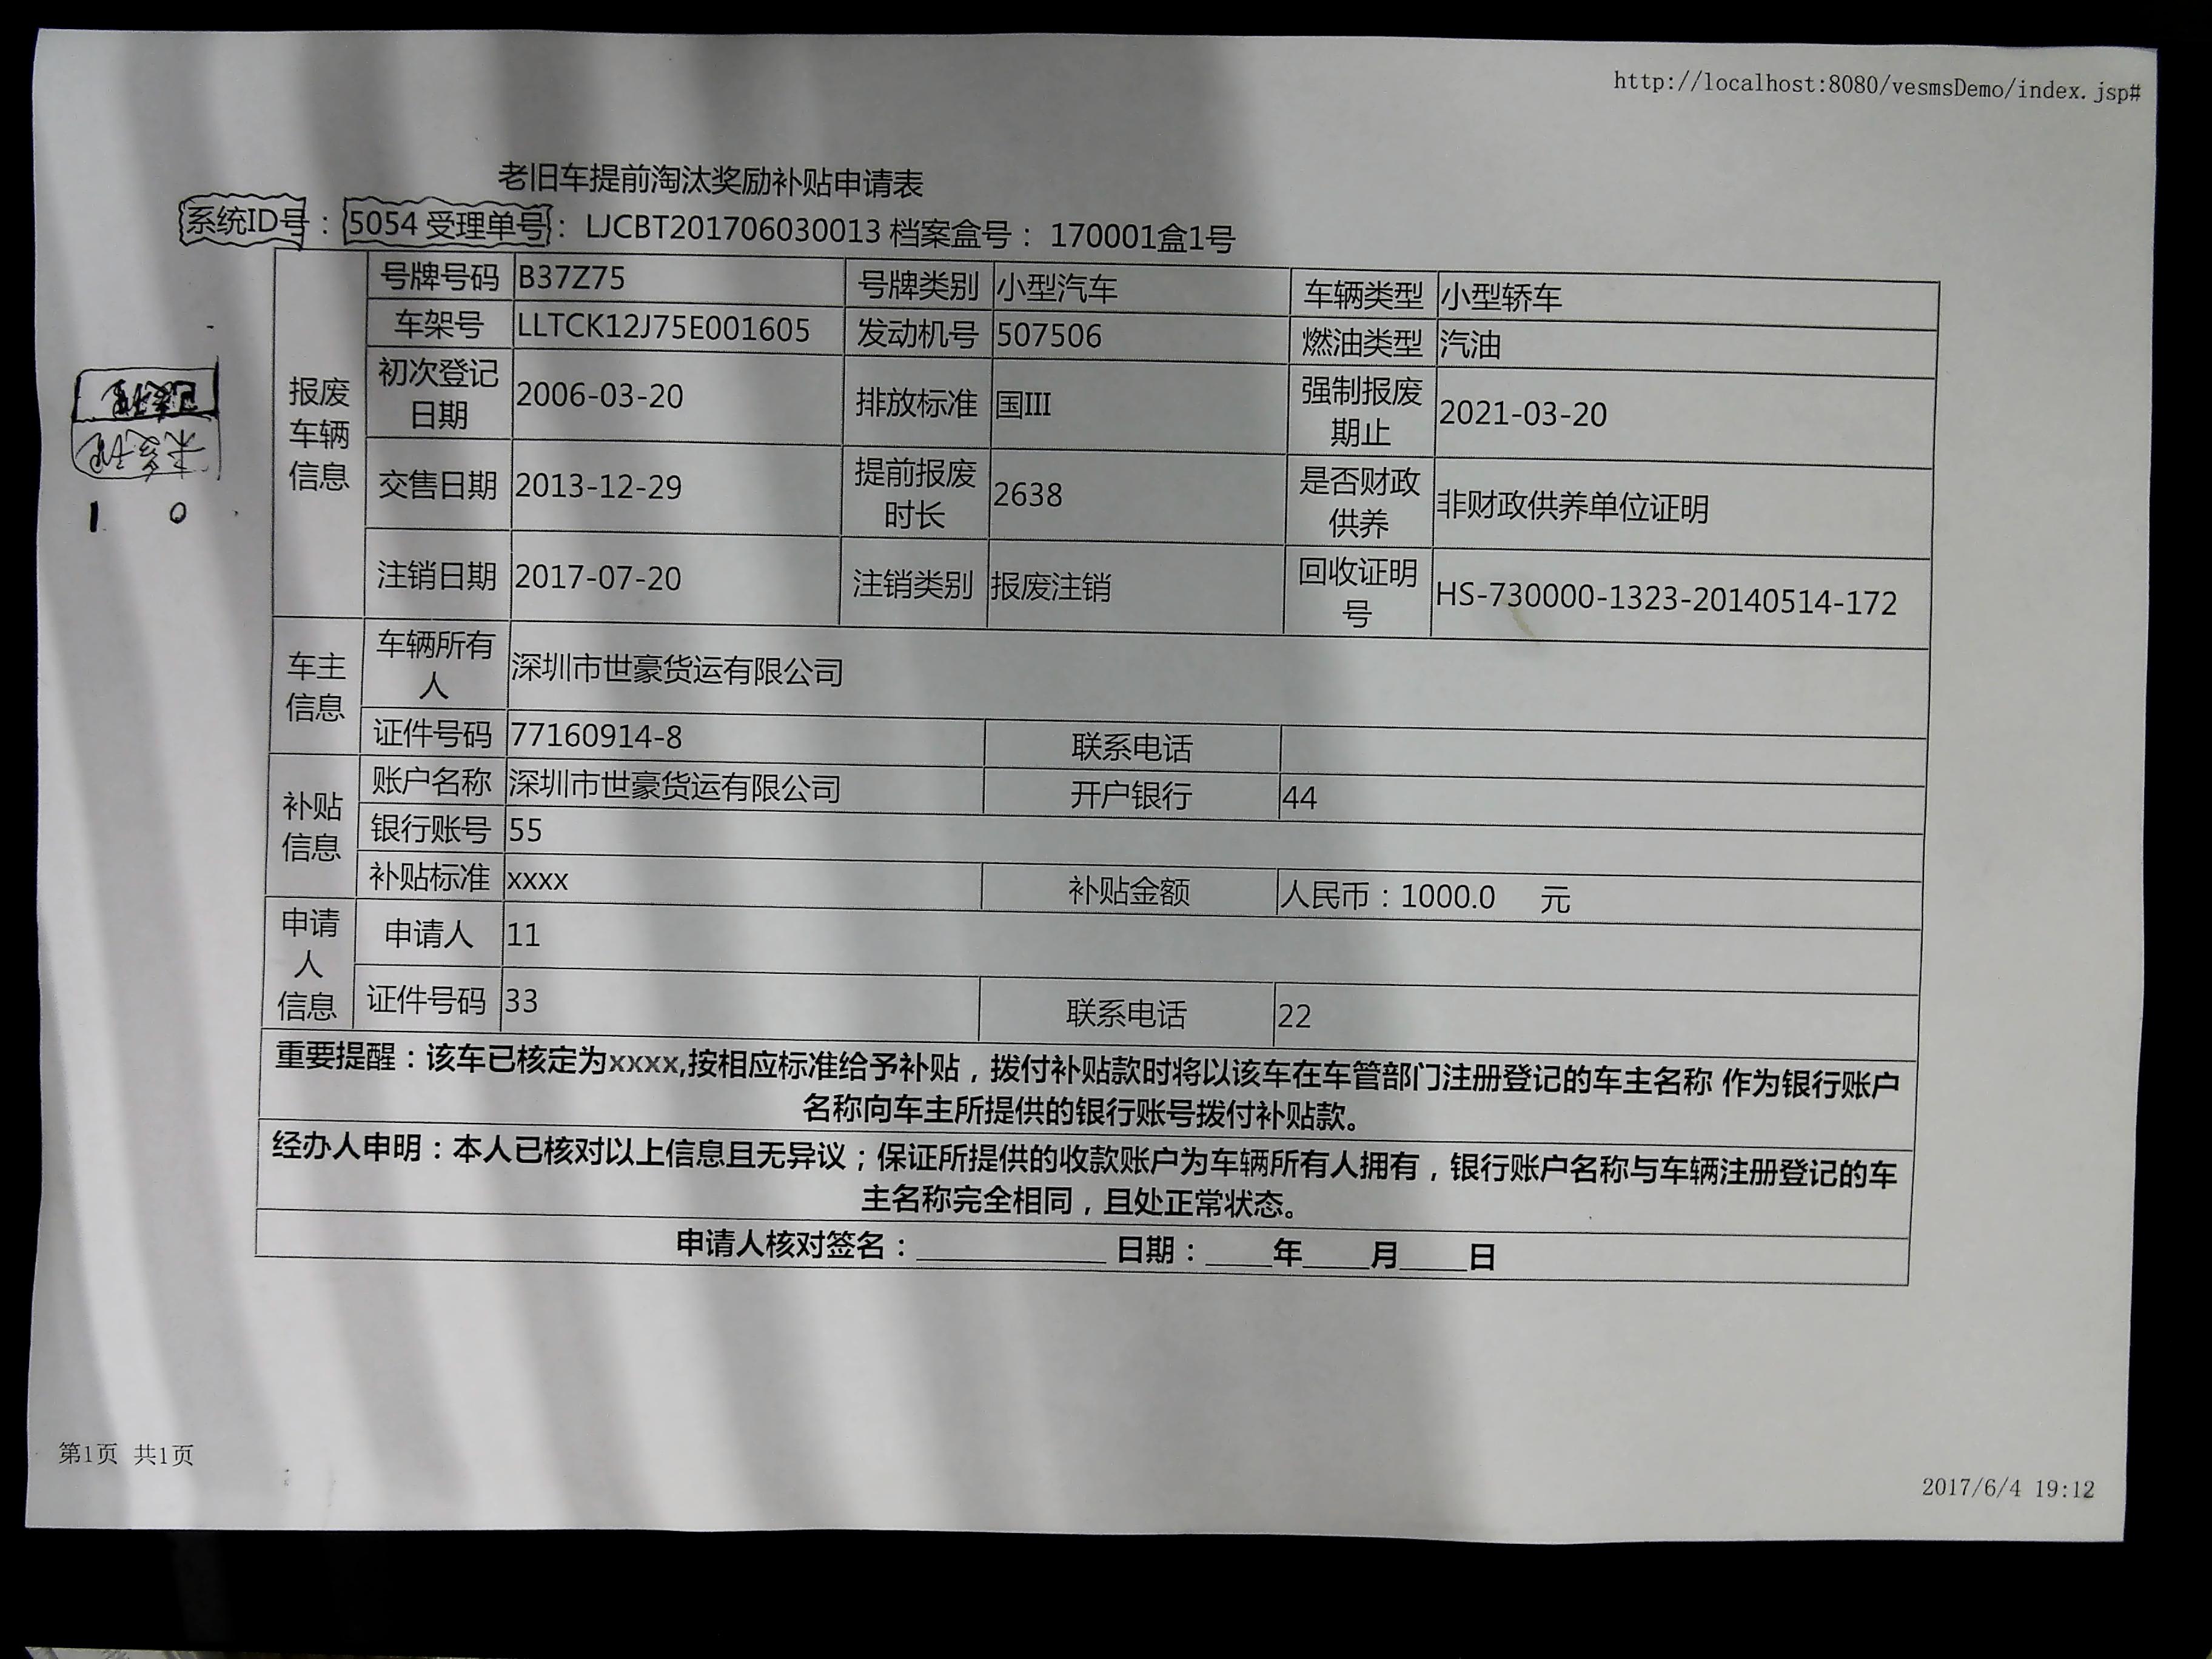 http://localhost:8080/vesmsDemo/index.jsp#
老旧车提前淘汰奖励补贴申请表
系统ID号：5054 受理单号：LJCBT201706030013 档案盒号：170001盒1号
报废车辆信息
号牌号码 B37Z75 号牌类别 小型汽车 车辆类型 小型轿车
车架号 LLTCK12J75E001605 发动机号 507506 燃油类型 汽油
初次登记日期 2006-03-20 排放标准 国III 强制报废期止 2021-03-20
交售日期 2013-12-29 提前报废时长 2638 是否财政供养 非财政供养单位证明
注销日期 2017-07-20 注销类别 报废注销 回收证明号 HS-730000-1323-20140514-172
车主信息
车辆所有人 深圳市世豪货运有限公司
证件号码 77160914-8 联系电话
补贴信息
账户名称 深圳市世豪货运有限公司 开户银行 44
银行账号 55
补贴标准 xxxx 补贴金额 人民币：1000.0 元
申请人信息
申请人 11
证件号码 33 联系电话 22
重要提醒：该车已核定为xxxx,按相应标准给予补贴，拨付补贴款时将以该车在车管部门注册登记的车主名称 作为银行账户
名称向车主所提供的银行账号拨付补贴款。
经办人申明：本人已核对以上信息且无异议；保证所提供的收款账户为车辆所有人拥有，银行账户名称与车辆注册登记的车
主名称完全相同，且处正常状态。
申请人核对签名：____________ 日期：____年____月____日
1 0
第1页 共1页
2017/6/4 19:12